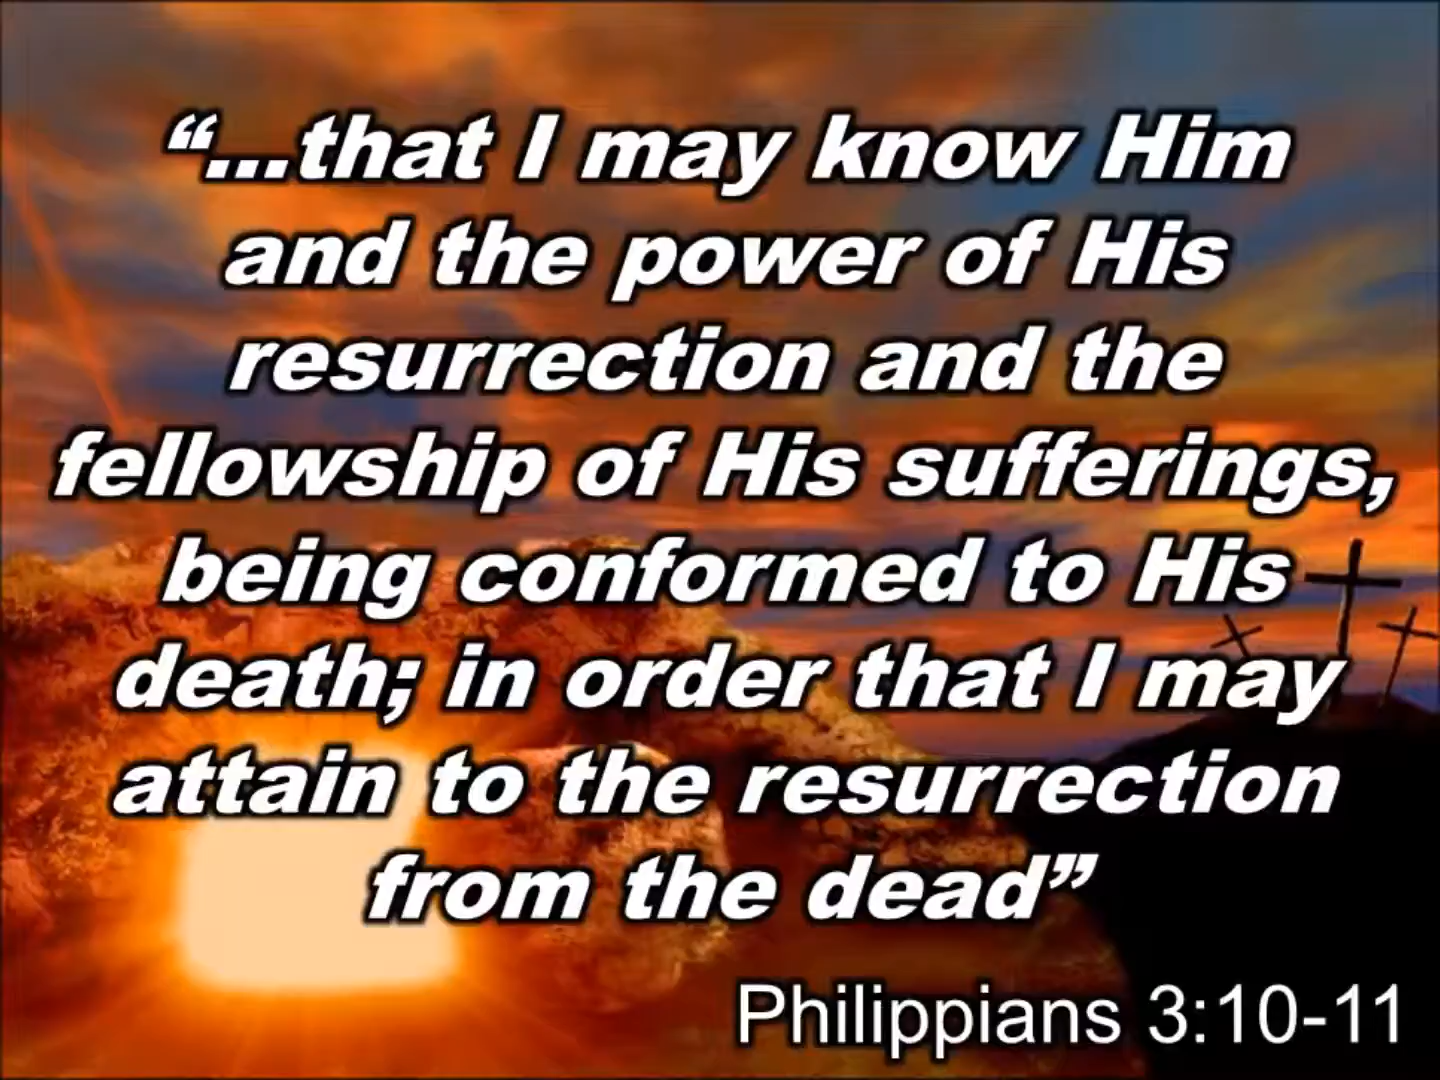 “...that I may know Him
and the power of His
resurrection and the
fellowship of His sufferings,
being conformed to His
death; in order that I may
attain to the resurrection
from the dead”
Philippians 3:10-11